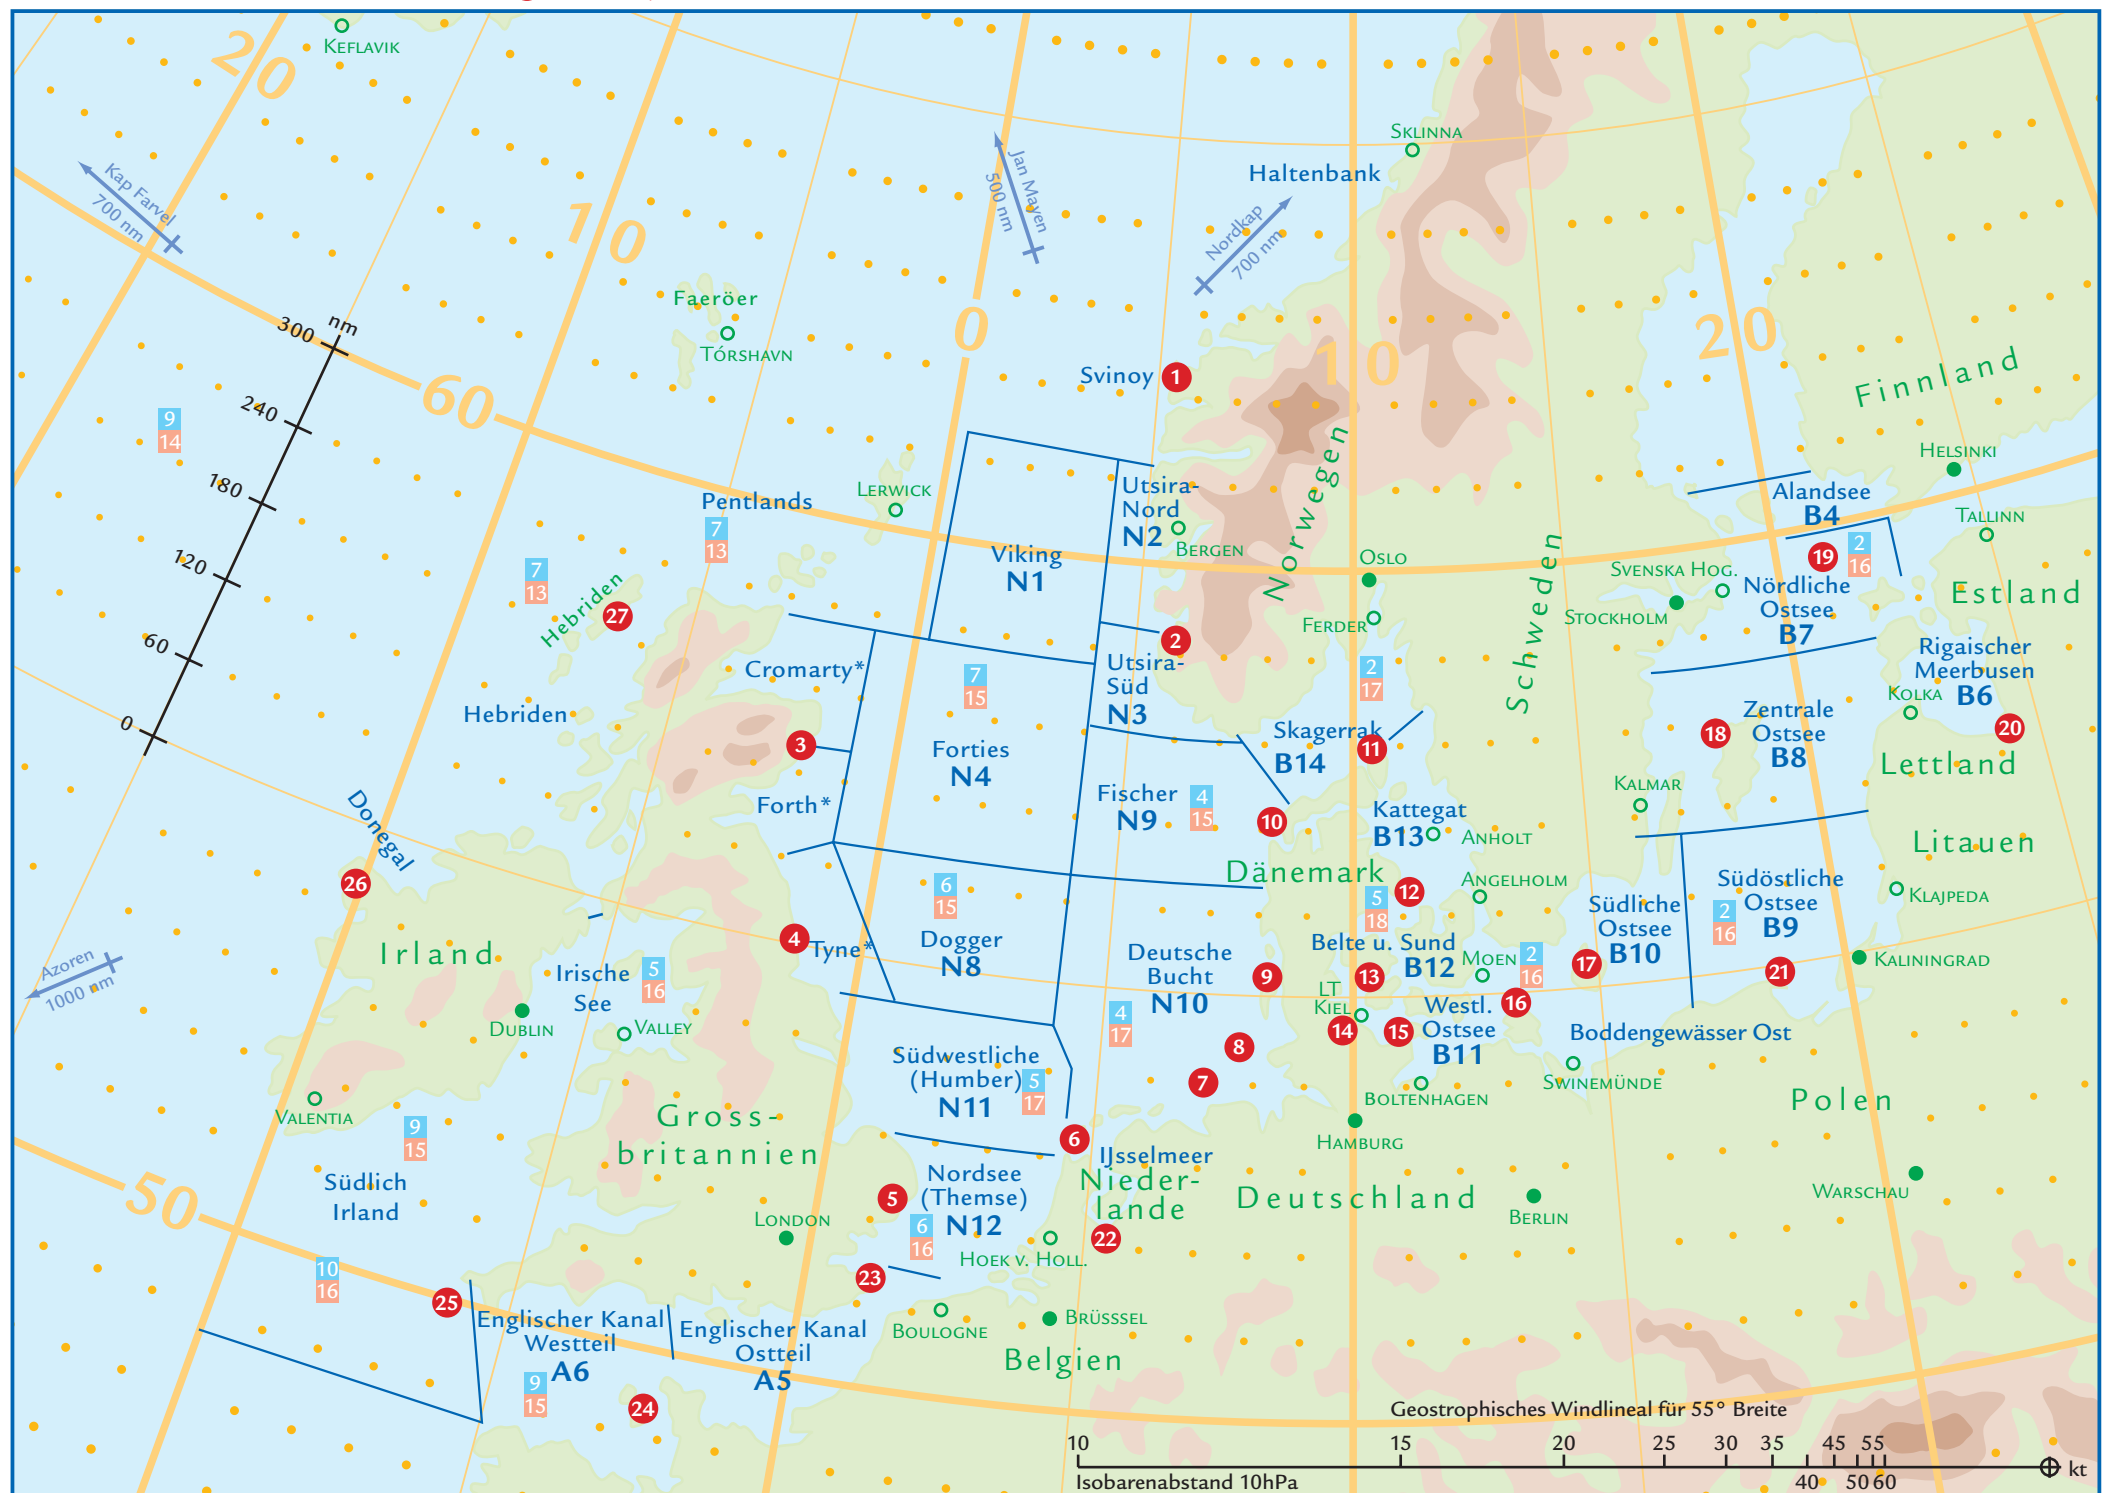 KEFLAVIK
20
SKLINNA
Haltenbank
Kap Farvel
700 nm
Jan Mayen
500 nm
Nordkap
700 nm
10
Faeröer
TÓRSHAVN
0
10
20
300
nm
Svinoy
1
Finnland
60
9
14
240
180
120
60
0
HELSINKI
Alandsee
B4
TALLINN
Pentlands
7
13
LERWICK
Utsira-
Nord
N2
BERGEN
Viking
N1
Norwegen
OSLO
Schweden
19
2
16
SVENSKA HOG.
STOCKHOLM
Nördliche
Ostsee
B7
Estland
7
13
Hebriden
27
FERDER
2
Rigaischer
Meerbusen
B6
KOLKA
20
Cromarty*
7
15
Utsira-
Süd
N3
2
17
Hebriden
3
Forties
N4
Skagerrak
B14
11
18
Zentrale
Ostsee
B8
Lettland
Forth*
Fischer
N9
4
15
10
Kattegat
B13
ANHOLT
KALMAR
Litauen
Donegal
26
Dänemark
12
5
18
ANGELHOLM
6
15
Südliche
Ostsee
B10
Südöstliche
Ostsee
B9
2
16
KLAJPEDA
4
Tyne*
Dogger
N8
Irland
Azoren
1000 nm
Irische
See
5
16
Deutsche
Bucht
N10
9
Belte u. Sund
B12
13
MOEN
2
16
17
21
KALININGRAD
LT
KIEL
14
15
Westl.
Ostsee
B11
16
Boddengewässer Ost
DUBLIN
VALLEY
4
17
8
7
SWINEMÜNDE
BOLTENHAGEN
Südwestliche
(Humber)
N11
5
17
VALENTIA
Gross-
britannien
6
HAMBURG
Polen
9
15
Südlich
Irland
IJsselmeer
Nieder-
lande
Deutschland
WARSCHAU
50
5
Nordsee
(Themse)
N12
6
16
LONDON
BERLIN
HOEK V. HOLL.
22
10
16
25
23
Englischer Kanal
Westteil
A6
Englischer Kanal
Ostteil
A5
BOULOGNE
BRÜSSSEL
Belgien
9
15
24
Geostrophisches Windlineal für 55° Breite
10 15 20 25 30 35 45 55
kt
Isobarenabstand 10hPa
40 50 60